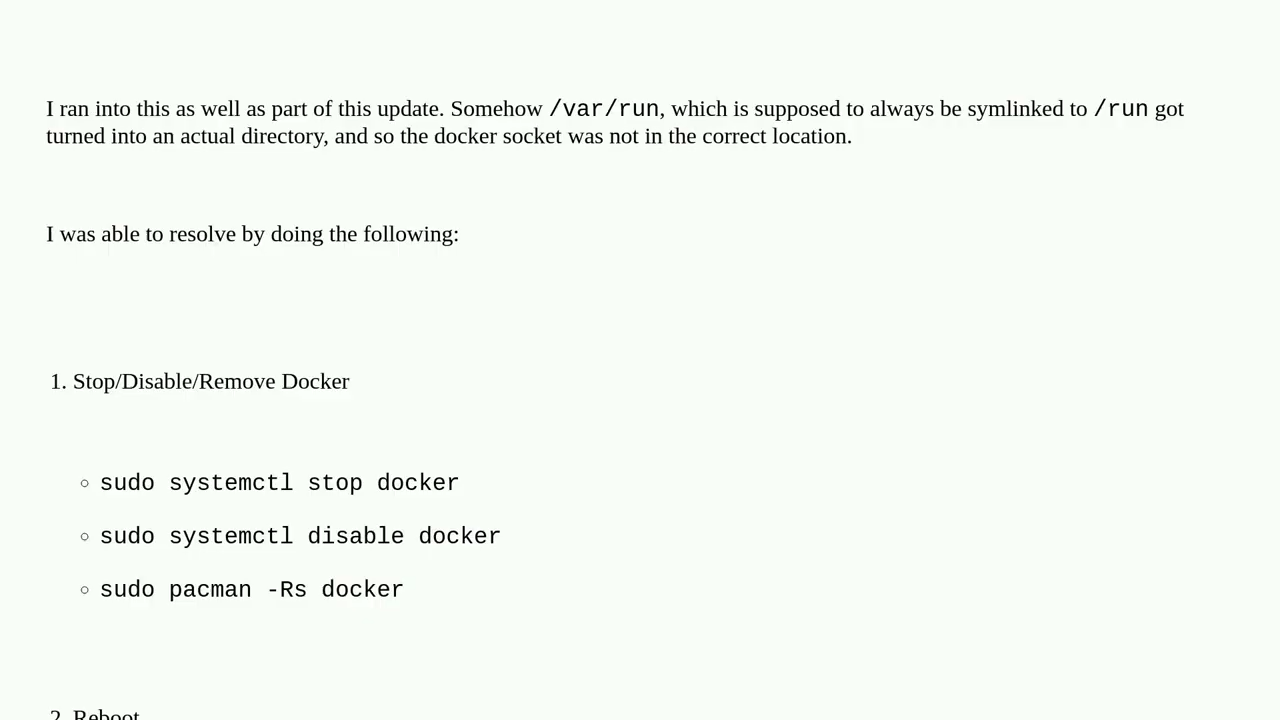 I ran into this as well as part of this update. Somehow /var/run, which is supposed to always be symlinked to /run got
turned into an actual directory, and so the docker socket was not in the correct location.
I was able to resolve by doing the following:
1. Stop/Disable/Remove Docker
◦ sudo systemctl stop docker
◦ sudo systemctl disable docker
◦ sudo pacman -Rs docker
2. Reboot